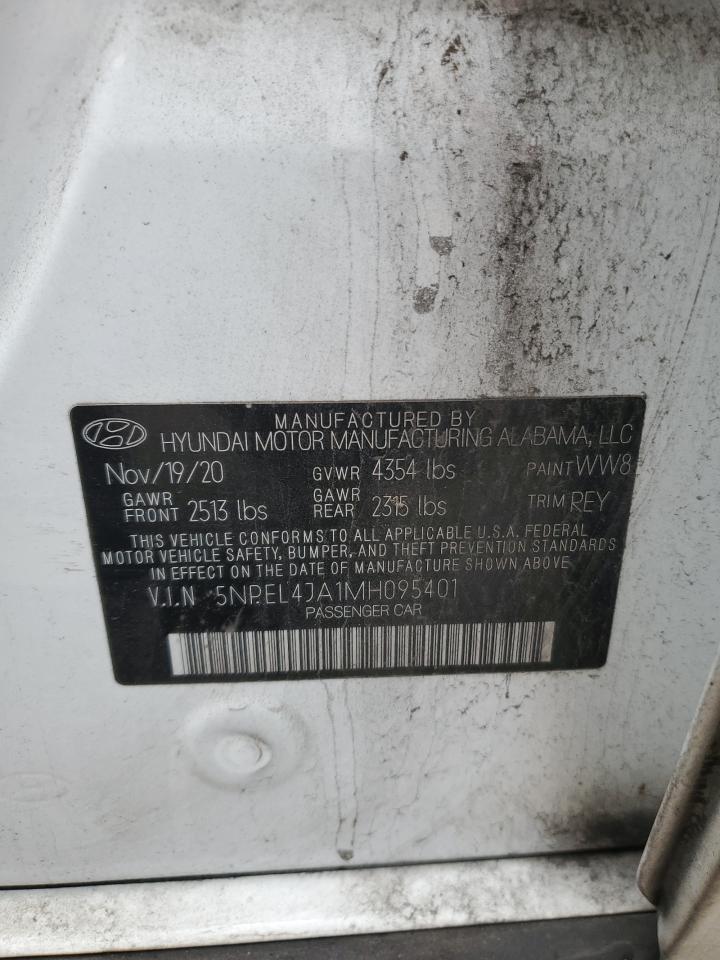 MANUFACTURED BY
HYUNDAI MOTOR MANUFACTURING ALABAMA, LLC
Nov/19/20 GVWR 4354 lbs PAINT WW8
GAWR FRONT 2513 lbs GAWR REAR 2315 lbs TRIM REY
THIS VEHICLE CONFORMS TO ALL APPLICABLE U.S.A. FEDERAL
MOTOR VEHICLE SAFETY, BUMPER, AND THEFT PREVENTION STANDARDS
IN EFFECT ON THE DATE OF MANUFACTURE SHOWN ABOVE.
V.I.N 5NPEL4JA1MH095401
PASSENGER CAR